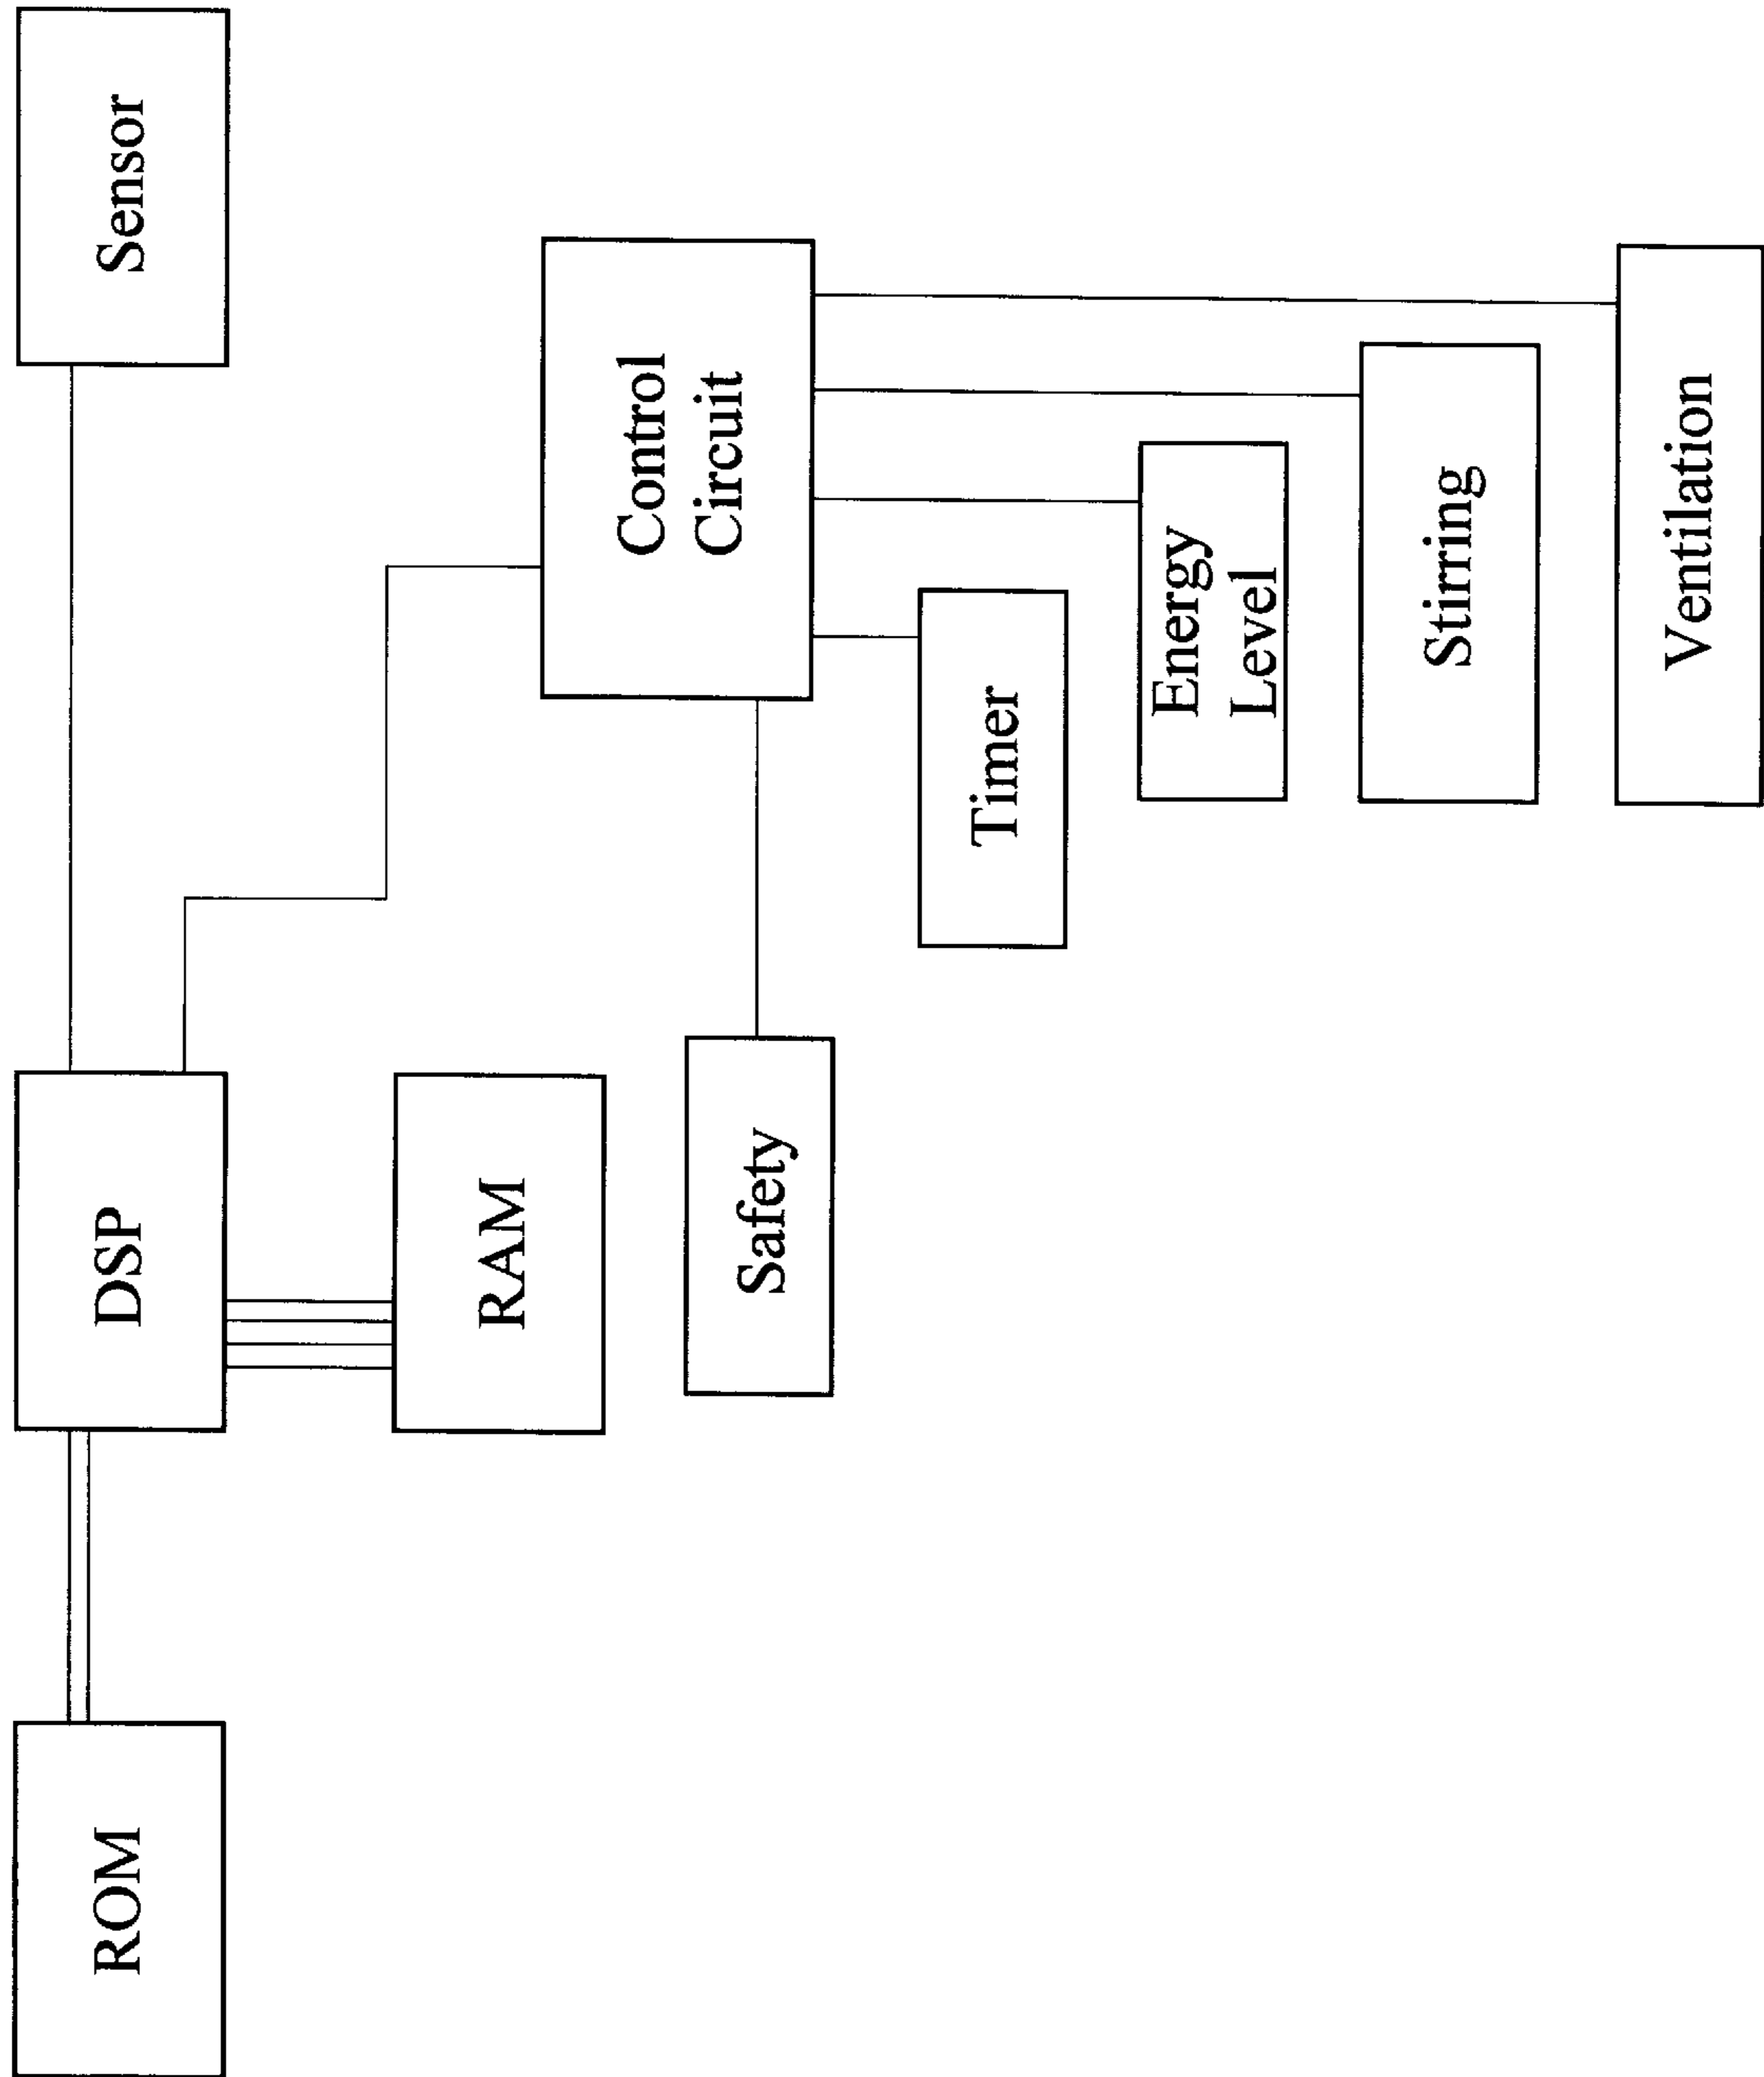 ROM
DSP
Sensor
RAM
Control
Circuit
Safety
Timer
Energy
Level
Stirring
Ventilation